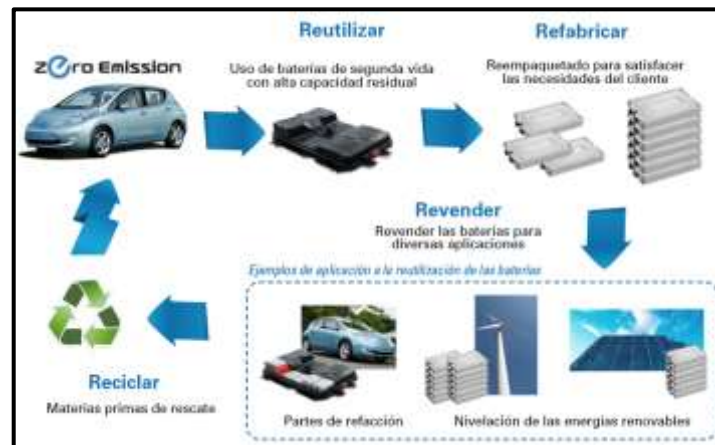 Reutilizar
Refabricar
zero Emission
Uso de baterías de segunda vida
con alta capacidad residual
Reempaquetado para satisfacer
las necesidades del cliente
Revender
Revender las baterías para
diversas aplicaciones
Ejemplos de aplicación a la reutilización de las baterías
Reciclar
Materias primas de rescate
Partes de refacción
Nivelación de las energías renovables